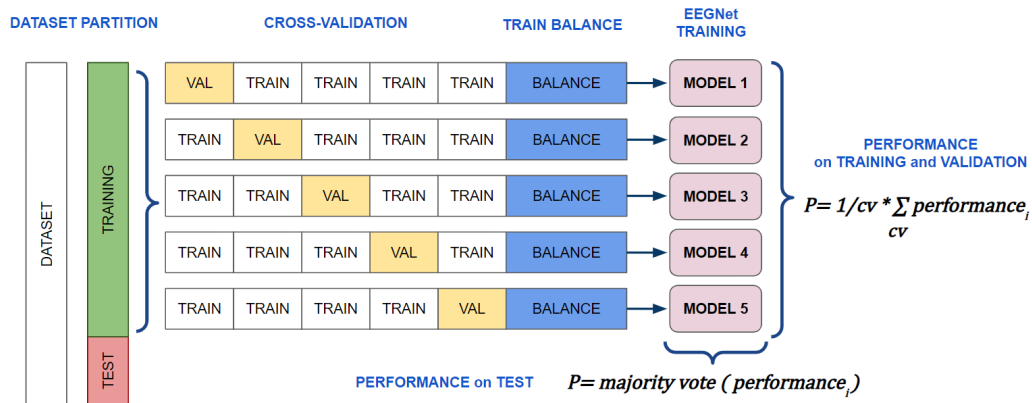 DATASET PARTITION
CROSS-VALIDATION
TRAIN BALANCE
EEGNet
TRAINING
DATASET
TRAINING
TEST
VAL TRAIN TRAIN TRAIN TRAIN BALANCE MODEL 1
TRAIN VAL TRAIN TRAIN TRAIN BALANCE MODEL 2
TRAIN TRAIN VAL TRAIN TRAIN BALANCE MODEL 3
TRAIN TRAIN TRAIN VAL TRAIN BALANCE MODEL 4
TRAIN TRAIN TRAIN TRAIN VAL BALANCE MODEL 5
PERFORMANCE
on TRAINING and VALIDATION
P= 1/cv * ∑ performanceᵢ
cv
PERFORMANCE on TEST
P= majority vote ( performanceᵢ)